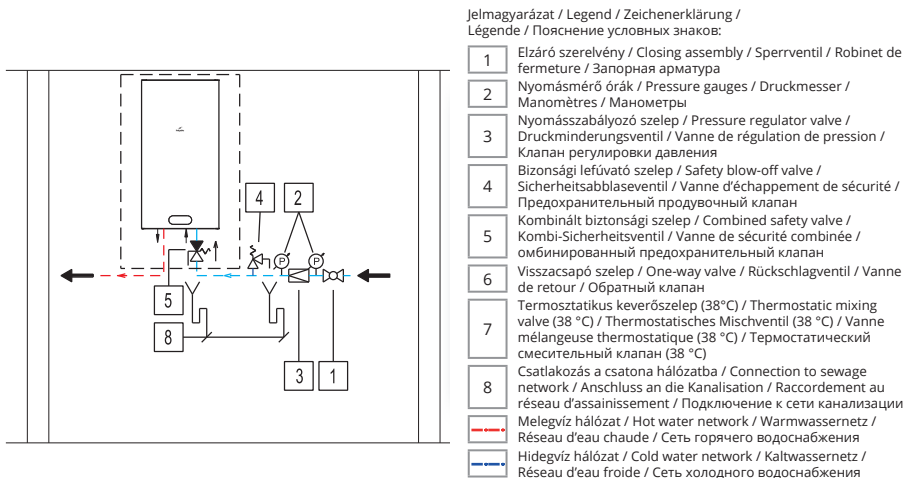 Jelmagyarázat / Legend / Zeichenerklärung /
Légende / Пояснение условных знаков:
1
Elzáró szerelvény / Closing assembly / Sperrventil / Robinet de
fermeture / Запорная арматура
2
Nyomásmérő órák / Pressure gauges / Druckmesser /
Manomètres / Манометры
3
Nyomásszabályozó szelep / Pressure regulator valve /
Druckminderungsventil / Vanne de régulation de pression /
Клапан регулировки давления
4
Bizonsági lefúvató szelep / Safety blow-off valve /
Sicherheitsabblaseventil / Vanne d'échappement de sécurité /
Предохранительный продувочный клапан
5
Kombinált biztonsági szelep / Combined safety valve /
Kombi-Sicherheitsventil / Vanne de sécurité combinée /
омбинированный предохранительный клапан
6
Visszacsapó szelep / One-way valve / Rückschlagventil / Vanne
de retour / Обратный клапан
7
Termosztatikus keverőszelep (38°C) / Thermostatic mixing
valve (38 °C) / Thermostatisches Mischventil (38 °C) / Vanne
mélangeuse thermostatique (38 °C) / Термостатический
смесительный клапан (38 °C)
8
Csatlakozás a csatona hálózatba / Connection to sewage
network / Anschluss an die Kanalisation / Raccordement au
réseau d'assainissement / Подключение к сети канализации
Melegvíz hálózat / Hot water network / Warmwassernetz /
Réseau d'eau chaude / Сеть горячего водоснабжения
Hidegvíz hálózat / Cold water network / Kaltwassernetz /
Réseau d'eau froide / Сеть холодного водоснабжения
4
2
P
P
5
8
3
1